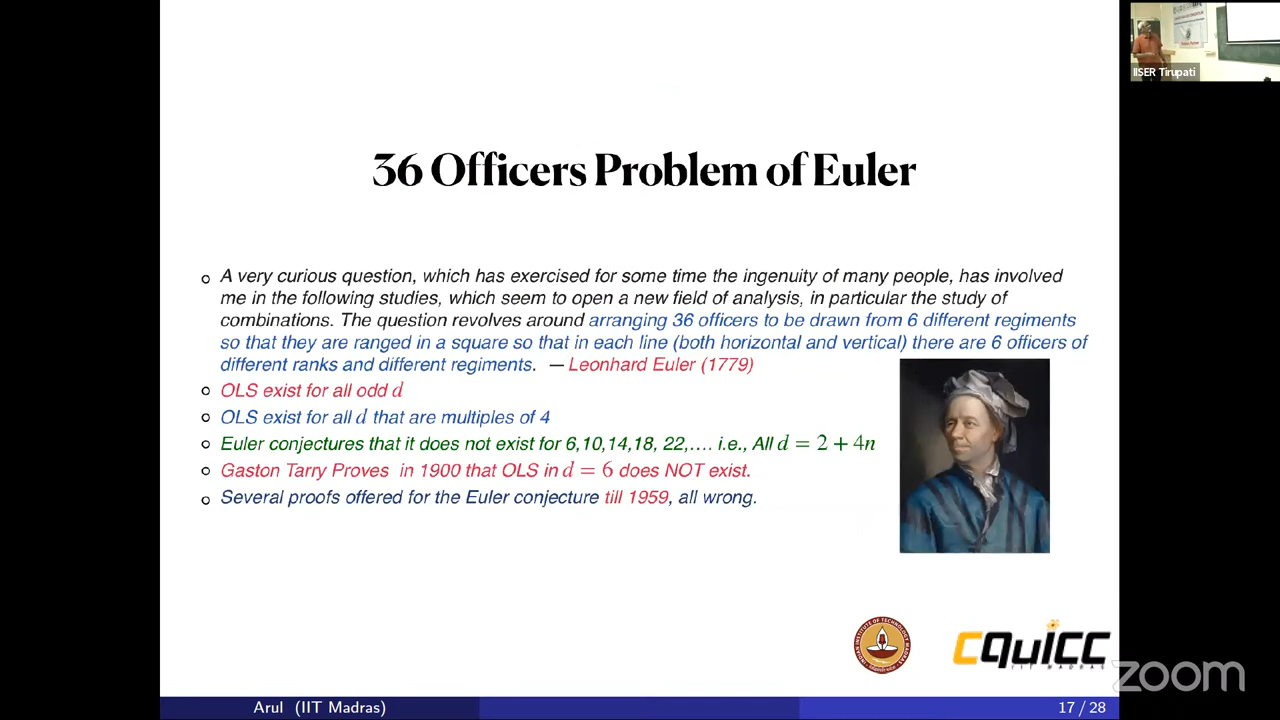 IISER Tirupati
36 Officers Problem of Euler
A very curious question, which has exercised for some time the ingenuity of many people, has involved
me in the following studies, which seem to open a new field of analysis, in particular the study of
combinations. The question revolves around arranging 36 officers to be drawn from 6 different regiments
so that they are ranged in a square so that in each line (both horizontal and vertical) there are 6 officers of
different ranks and different regiments. — Leonhard Euler (1779)
OLS exist for all odd d
OLS exist for all d that are multiples of 4
Euler conjectures that it does not exist for 6,10,14,18, 22,.... i.e., All d = 2 + 4n
Gaston Tarry Proves in 1900 that OLS in d = 6 does NOT exist.
Several proofs offered for the Euler conjecture till 1959, all wrong.
CQuICC
IIT MADRAS
zoom
Arul (IIT Madras)
17 / 28